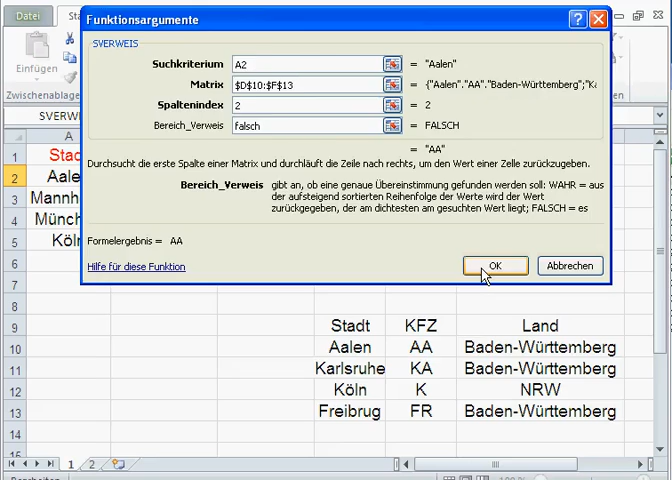 Datei
Funktionsargumente
Einfügen
Zwischenablage
SVERWEIS
Suchkriterium A2 = "Aalen"
Matrix $D$10:$F$13 = {"Aalen"."AA"."Baden-Württemberg";"Ka
Spaltenindex 2 = 2
Bereich_Verweis falsch = FALSCH
= "AA"
Durchsucht die erste Spalte einer Matrix und durchläuft die Zeile nach rechts, um den Wert einer Zelle zurückzugeben.
Bereich_Verweis gibt an, ob eine genaue Übereinstimmung gefunden werden soll: WAHR = aus
der aufsteigend sortierten Reihenfolge der Werte wird der Wert
zurückgegeben, der am dichtesten am gesuchten Wert liegt; FALSCH = es
Formelergebnis = AA
Hilfe für diese Funktion OK Abbrechen
SVERW
A
1 Stad
2 Aale
3 Mannh
4 Münch
5 Köln
6
7
8
9 Stadt KFZ Land
10 Aalen AA Baden-Württemberg
11 Karlsruhe KA Baden-Württemberg
12 Köln K NRW
13 Freibrug FR Baden-Württemberg
14
15
1 2